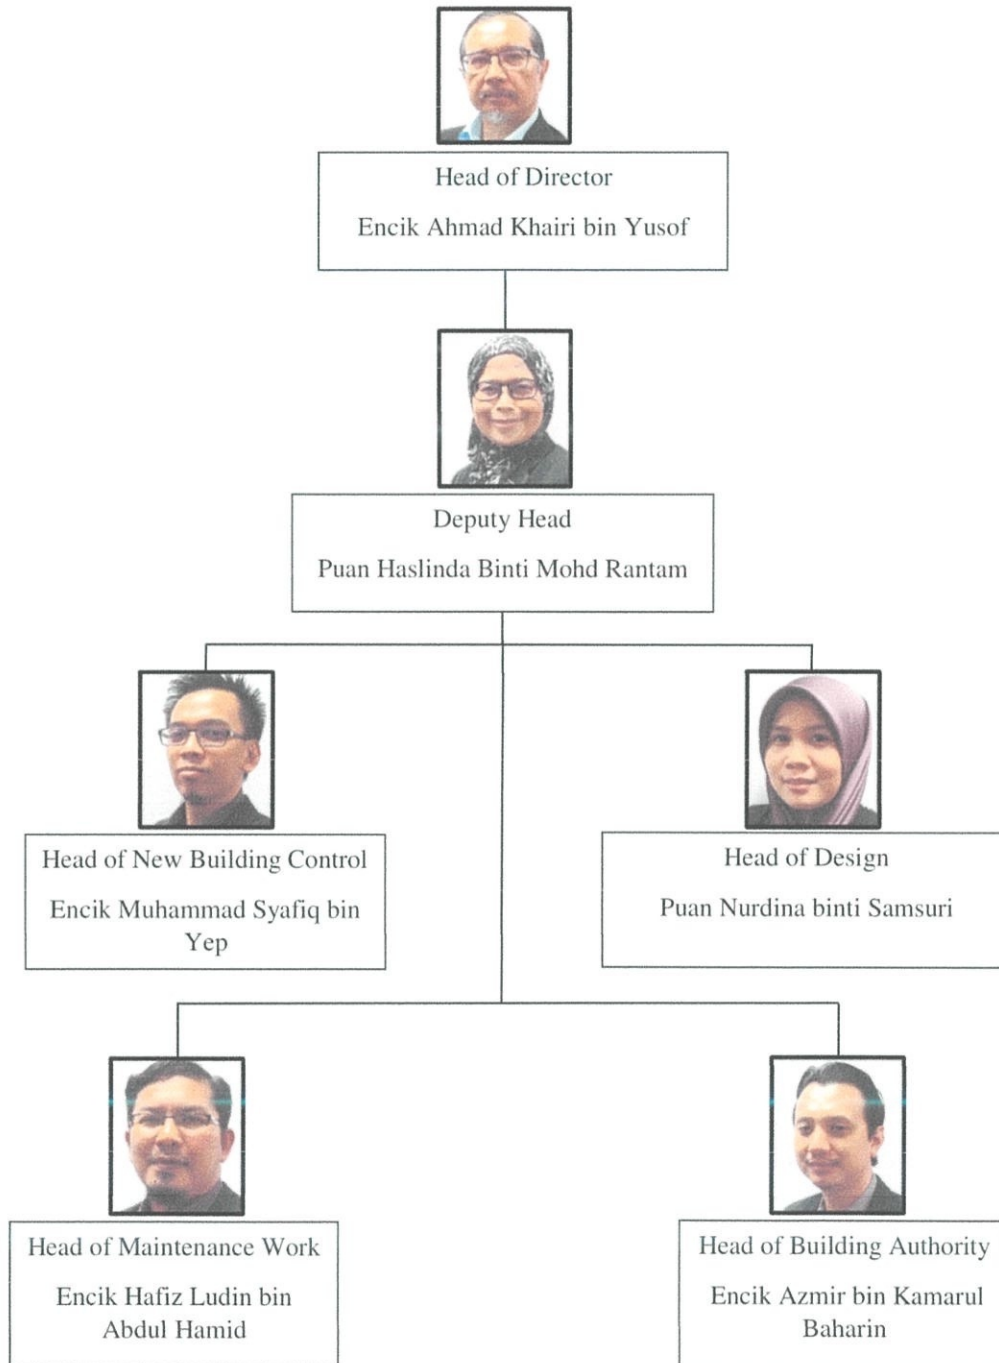 Head of Director
Encik Ahmad Khairi bin Yusof
Deputy Head
Puan Haslinda Binti Mohd Rantam
Head of New Building Control
Encik Muhammad Syafiq bin
Yep
Head of Design
Puan Nurdina binti Samsuri
Head of Maintenance Work
Encik Hafiz Ludin bin
Abdul Hamid
Head of Building Authority
Encik Azmir bin Kamarul
Baharin